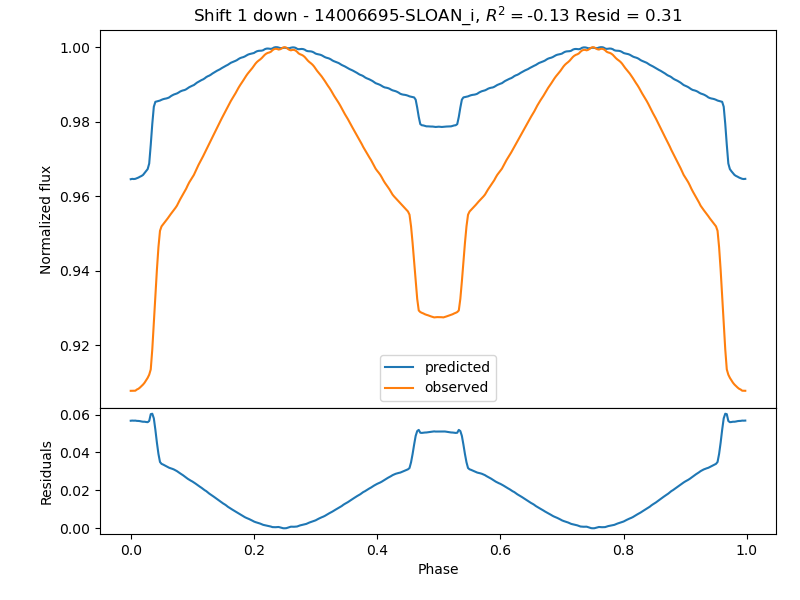 Shift 1 down - 14006695-SLOAN_i, R² = -0.13 Resid = 0.31
1.00
0.98
0.96
0.94
0.92
Normalized flux
predicted
observed
0.06
0.04
0.02
0.00
Residuals
0.0 0.2 0.4 0.6 0.8 1.0
Phase